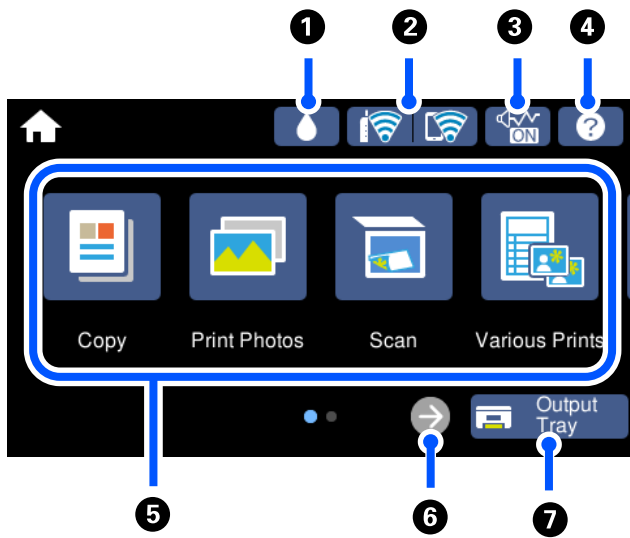 1 2 3 4
ON ?
Copy Print Photos Scan Various Prints
Output
Tray
5 6 7